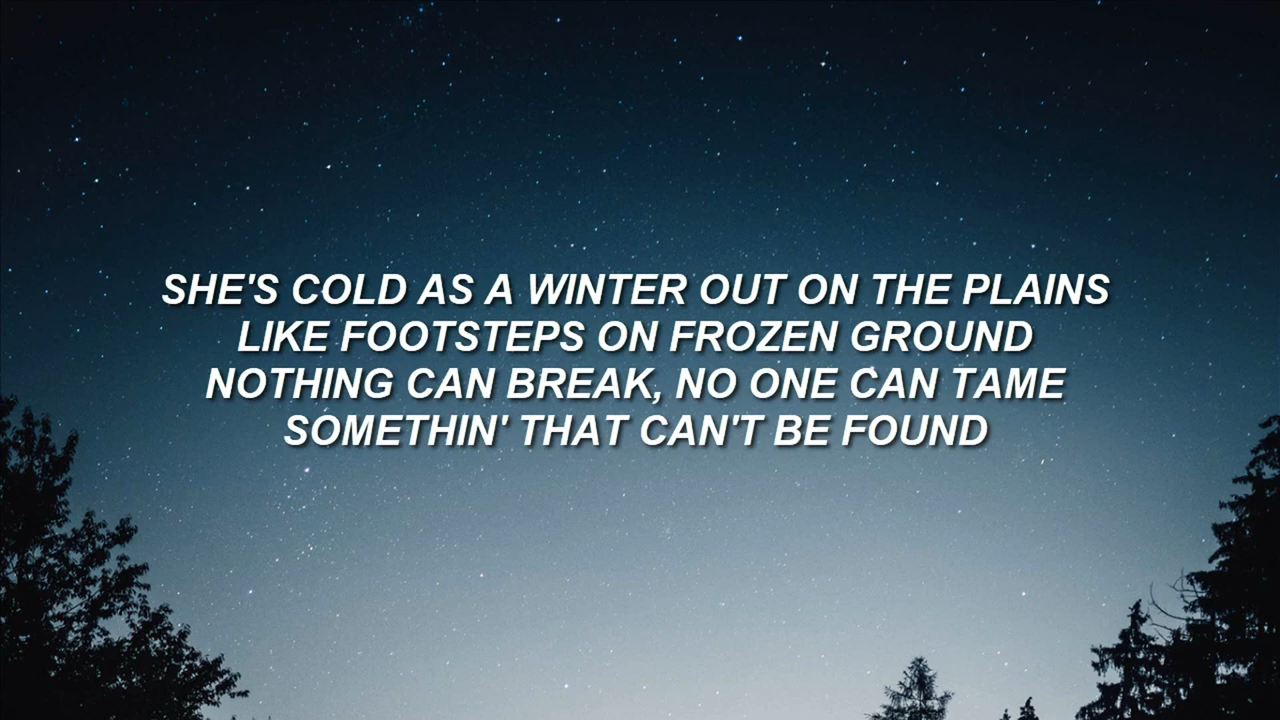 SHE'S COLD AS A WINTER OUT ON THE PLAINS
LIKE FOOTSTEPS ON FROZEN GROUND
NOTHING CAN BREAK, NO ONE CAN TAME
SOMETHIN' THAT CAN'T BE FOUND